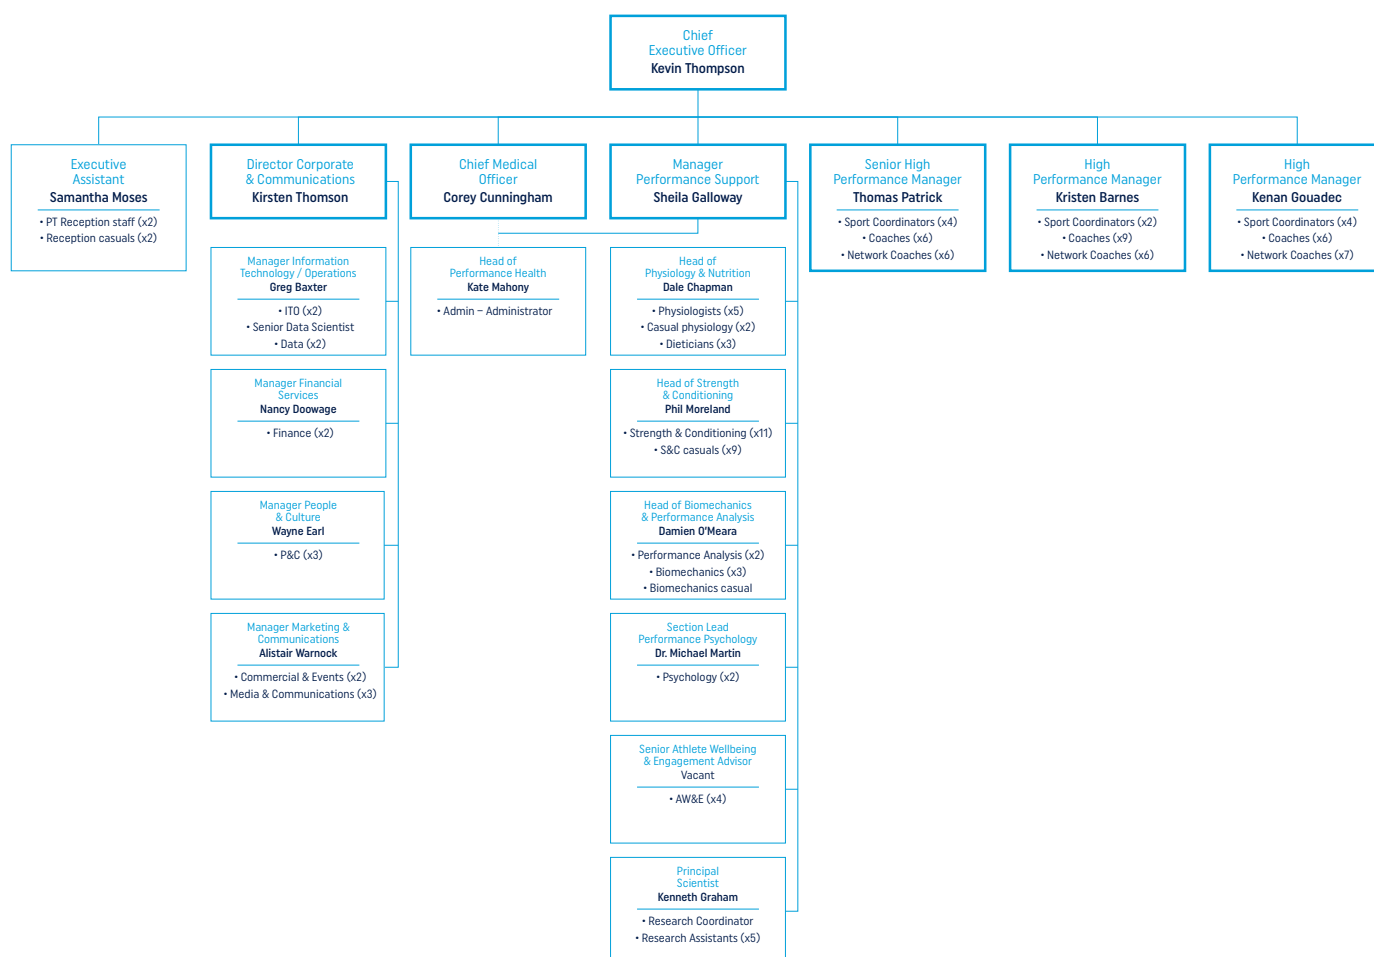 Chief
Executive Officer
Kevin Thompson
Executive
Assistant
Samantha Moses
• PT Reception staff (x2)
• Reception casuals (x2)
Director Corporate
& Communications
Kirsten Thomson
Chief Medical
Officer
Corey Cunningham
Manager
Performance Support
Sheila Galloway
Senior High
Performance Manager
Thomas Patrick
• Sport Coordinators (x4)
• Coaches (x6)
• Network Coaches (x6)
High
Performance Manager
Kristen Barnes
• Sport Coordinators (x2)
• Coaches (x9)
• Network Coaches (x6)
High
Performance Manager
Kenan Gouadec
• Sport Coordinators (x4)
• Coaches (x6)
• Network Coaches (x7)
Manager Information
Technology / Operations
Greg Baxter
• ITO (x2)
• Senior Data Scientist
• Data (x2)
Head of
Performance Health
Kate Mahony
• Admin – Administrator
Head of
Physiology & Nutrition
Dale Chapman
• Physiologists (x5)
• Casual physiology (x2)
• Dieticians (x3)
Manager Financial
Services
Nancy Doowage
• Finance (x2)
Head of Strength
& Conditioning
Phil Moreland
• Strength & Conditioning (x11)
• S&C casuals (x9)
Manager People
& Culture
Wayne Earl
• P&C (x3)
Head of Biomechanics
& Performance Analysis
Damien O'Meara
• Performance Analysis (x2)
• Biomechanics (x3)
• Biomechanics casual
Manager Marketing &
Communications
Alistair Warnock
• Commercial & Events (x2)
• Media & Communications (x3)
Section Lead
Performance Psychology
Dr. Michael Martin
• Psychology (x2)
Senior Athlete Wellbeing
& Engagement Advisor
Vacant
• AW&E (x4)
Principal
Scientist
Kenneth Graham
• Research Coordinator
• Research Assistants (x5)